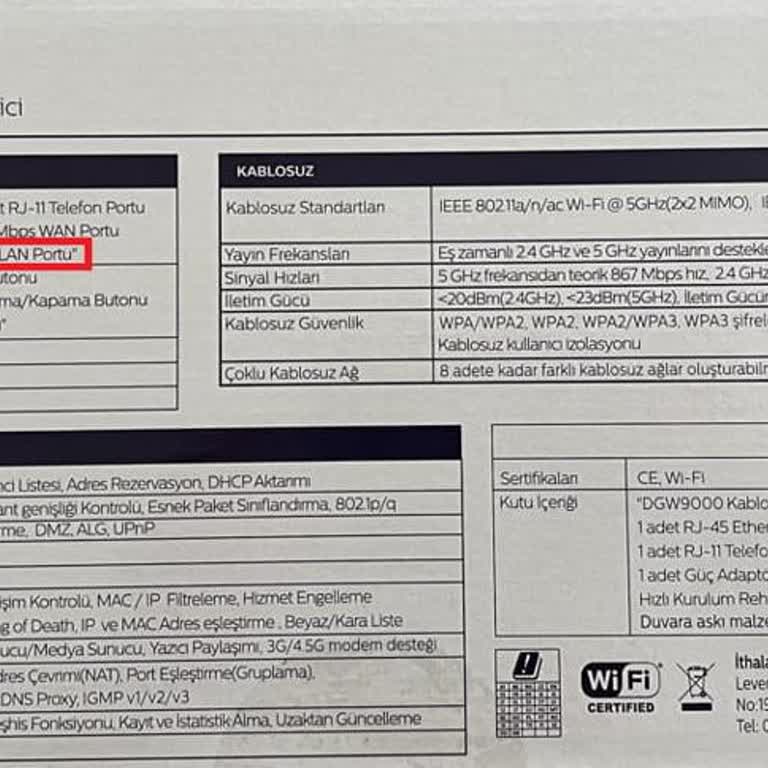 ici
t RJ-11 Telefon Portu
Mbps WAN Portu
LAN Portu"
utonu
ma/Kapama Butonu
KABLOSUZ
Kablosuz Standartları IEEE 802.11a/n/ac Wi-Fi @ 5GHz(2x2 MIMO),
Yayın Frekansları Eş zamanlı 2.4 GHz ve 5 GHz yayınlarını destekle
Sinyal Hızları 5 GHz frekansıdan teorik 867 Mbps hız, 2.4 GHz
İletim Gücü <20dBm(2.4GHz), <23dBm(5GHz), İletim Gücün
Kablosuz Güvenlik WPA/WPA2, WPA2, WPA2/WPA3, WPA3 şifrele
Kablosuz kullanıcı izolasyonu
Çoklu Kablosuz Ağ 8 adete kadar farklı kablosuz ağlar oluşturabilm
nci Listesi, Adres Rezervasyon, DHCP Aktarımı
ant genişliği Kontrolü, Esnek Paket Sınıflandırma, 802.1p/q
rme, DMZ, ALG, UPnP
işim Kontrolü, MAC / IP Filtreleme, Hizmet Engelleme
ng of Death, IP ve MAC Adres eşleştirme, Beyaz/Kara Liste
ucu/Medya Sunucu, Yazıcı Paylaşımı, 3G/4.5G modem desteği
dres Çevrımı(NAT), Port Eşleştirme(Gruplama),
DNS Proxy, IGMP v1/v2/v3
şhis Fonksiyonu, Kayıt ve İstatistik Alma, Uzaktan Güncelleme
Sertifikaları CE, Wi-Fi
Kutu İçeriği "DGW9000 Kablo
1 adet RJ-45 Ether
1 adet RJ-11 Telefo
1 adet Güç Adapto
Hızlı Kurulum Reh
Duvara askı malze
Wi Fi
CERTIFIED
İthala
Lever
No:19
Tel: 0